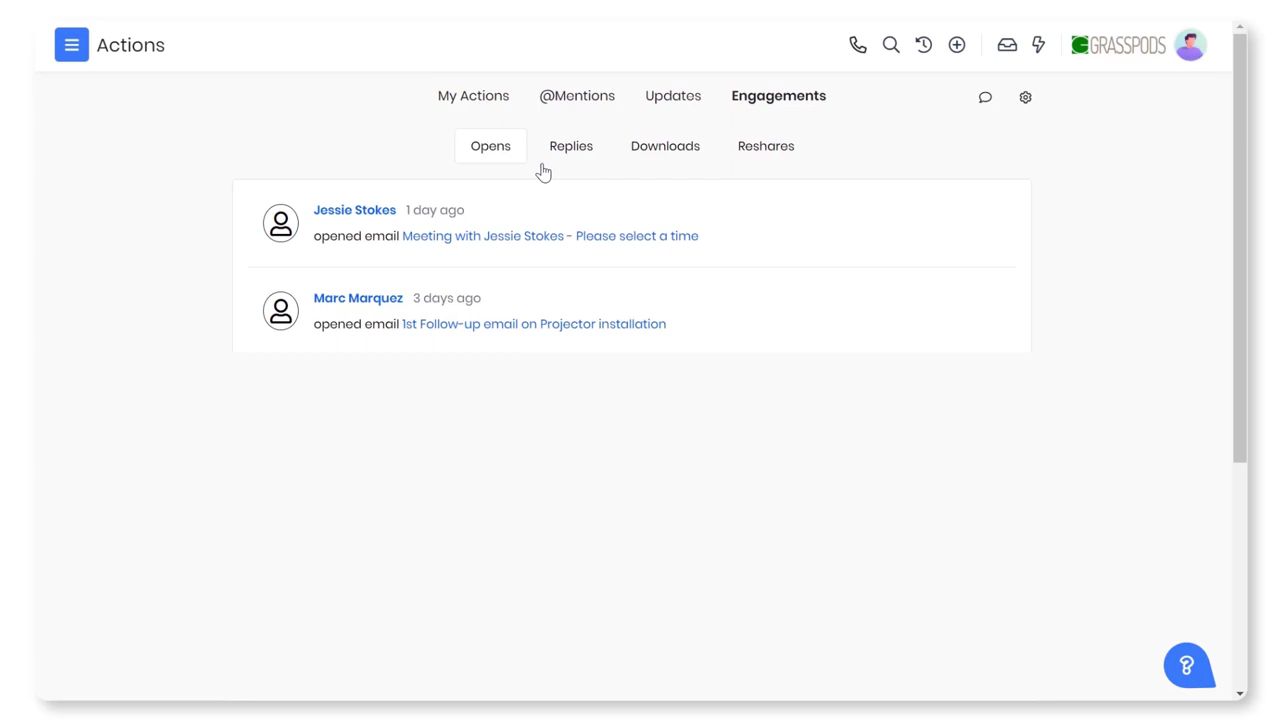 Actions
GRASSPODS
My Actions @Mentions Updates Engagements
Opens Replies Downloads Reshares
Jessie Stokes 1 day ago
opened email Meeting with Jessie Stokes - Please select a time
Marc Marquez 3 days ago
opened email 1st Follow-up email on Projector installation
?